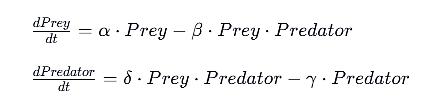 dPrey/dt = α · Prey − β · Prey · Predator
dPredator/dt = δ · Prey · Predator − γ · Predator